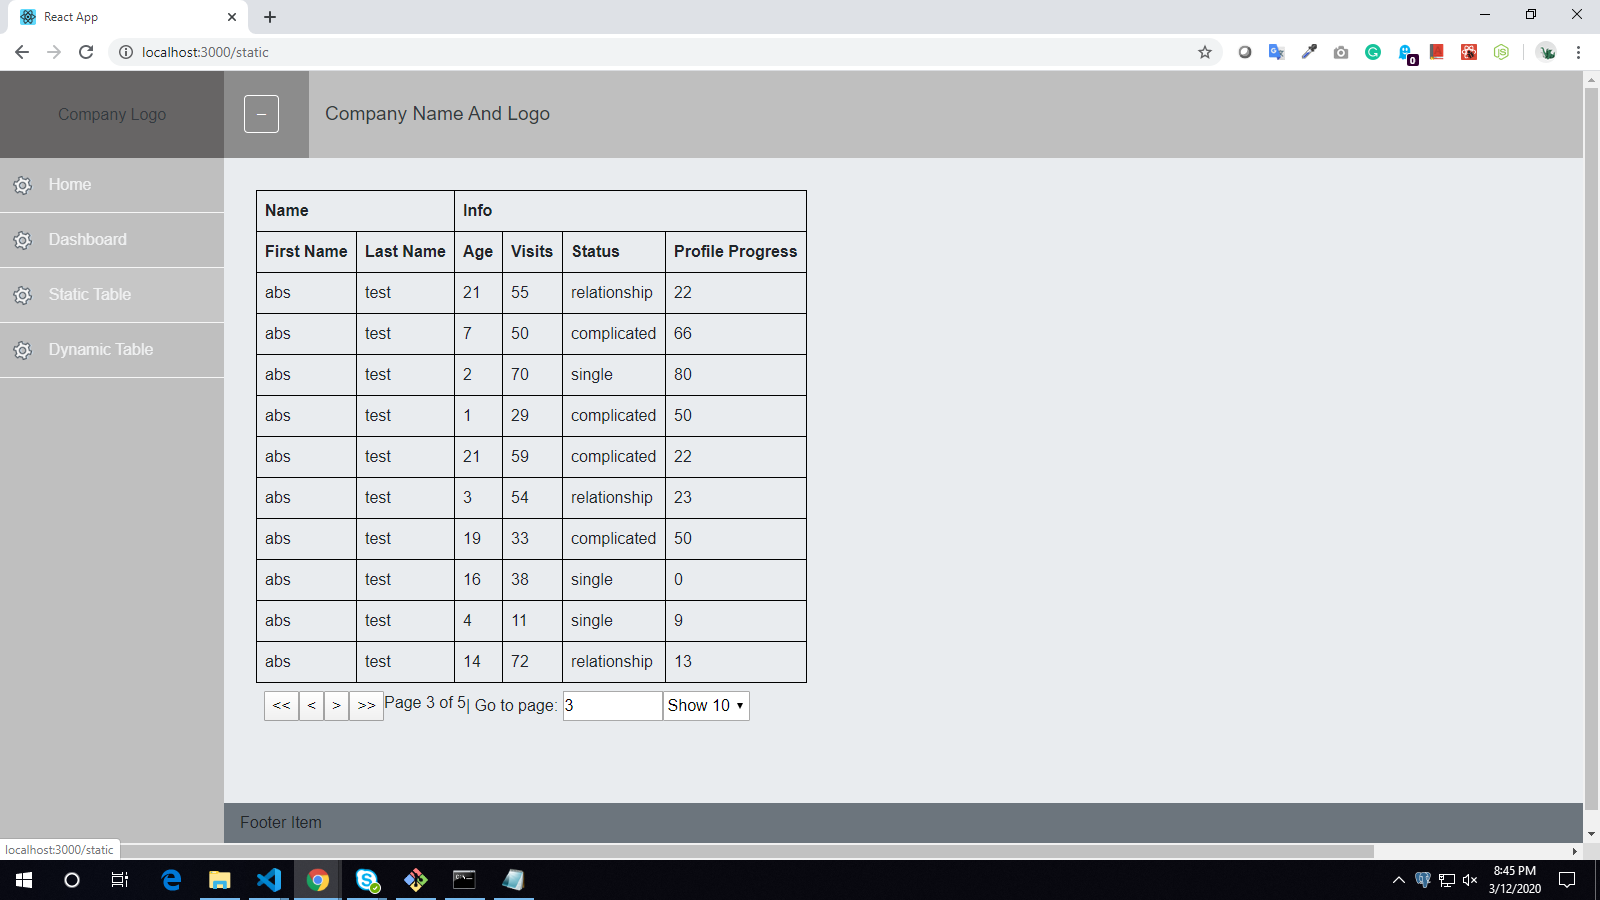 React App
localhost:3000/static
0
Company Logo
–
Company Name And Logo
Home
Dashboard
Static Table
Dynamic Table
Name Info
First Name Last Name Age Visits Status Profile Progress
abs test 21 55 relationship 22
abs test 7 50 complicated 66
abs test 2 70 single 80
abs test 1 29 complicated 50
abs test 21 59 complicated 22
abs test 3 54 relationship 23
abs test 19 33 complicated 50
abs test 16 38 single 0
abs test 4 11 single 9
abs test 14 72 relationship 13
<< < > >> Page 3 of 5 | Go to page: 3 Show 10
Footer Item
localhost:3000/static
8:45 PM
3/12/2020